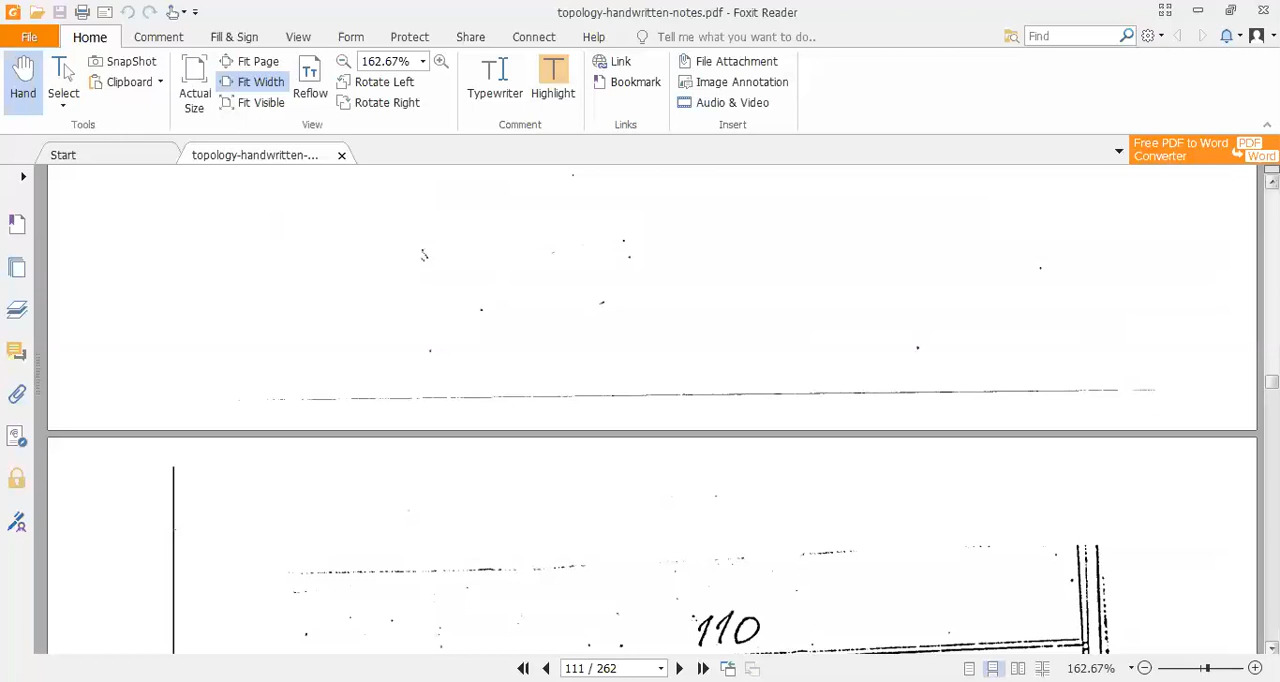 topology-handwritten-notes.pdf - Foxit Reader
File Home Comment Fill & Sign View Form Protect Share Connect Help Tell me what you want to do.. Find
Hand
Select
SnapShot
Clipboard
Tools
Actual
Size
Fit Page
Fit Width
Fit Visible
Reflow
162.67%
Rotate Left
Rotate Right
View
Typewriter
Highlight
Comment
Link
Bookmark
Links
File Attachment
Image Annotation
Audio & Video
Insert
Start
topology-handwritten-...
Free PDF to Word
Converter
PDF
Word
110
111 / 262
162.67%